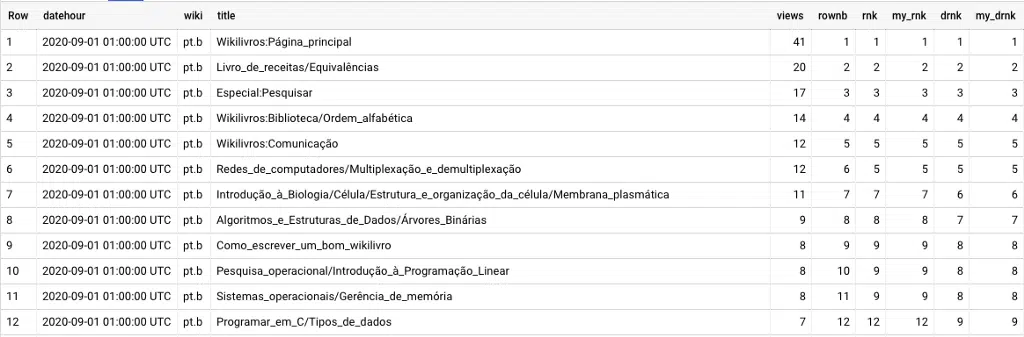 Row datehour wiki title views rownb rnk my_rnk drnk my_drnk
1 2020-09-01 01:00:00 UTC pt.b Wikilivros:Página_principal 41 1 1 1 1 1
2 2020-09-01 01:00:00 UTC pt.b Livro_de_receitas/Equivalências 20 2 2 2 2 2
3 2020-09-01 01:00:00 UTC pt.b Especial:Pesquisar 17 3 3 3 3 3
4 2020-09-01 01:00:00 UTC pt.b Wikilivros:Biblioteca/Ordem_alfabética 14 4 4 4 4 4
5 2020-09-01 01:00:00 UTC pt.b Wikilivros:Comunicação 12 5 5 5 5 5
6 2020-09-01 01:00:00 UTC pt.b Redes_de_computadores/Multiplexação_e_demultiplexação 12 6 5 5 5 5
7 2020-09-01 01:00:00 UTC pt.b Introdução_à_Biologia/Célula/Estrutura_e_organização_da_célula/Membrana_plasmática 11 7 7 7 6 6
8 2020-09-01 01:00:00 UTC pt.b Algoritmos_e_Estruturas_de_Dados/Árvores_Binárias 9 8 8 8 7 7
9 2020-09-01 01:00:00 UTC pt.b Como_escrever_um_bom_wikilivro 8 9 9 9 8 8
10 2020-09-01 01:00:00 UTC pt.b Pesquisa_operacional/Introdução_à_Programação_Linear 8 10 9 9 8 8
11 2020-09-01 01:00:00 UTC pt.b Sistemas_operacionais/Gerência_de_memória 8 11 9 9 8 8
12 2020-09-01 01:00:00 UTC pt.b Programar_em_C/Tipos_de_dados 7 12 12 12 9 9